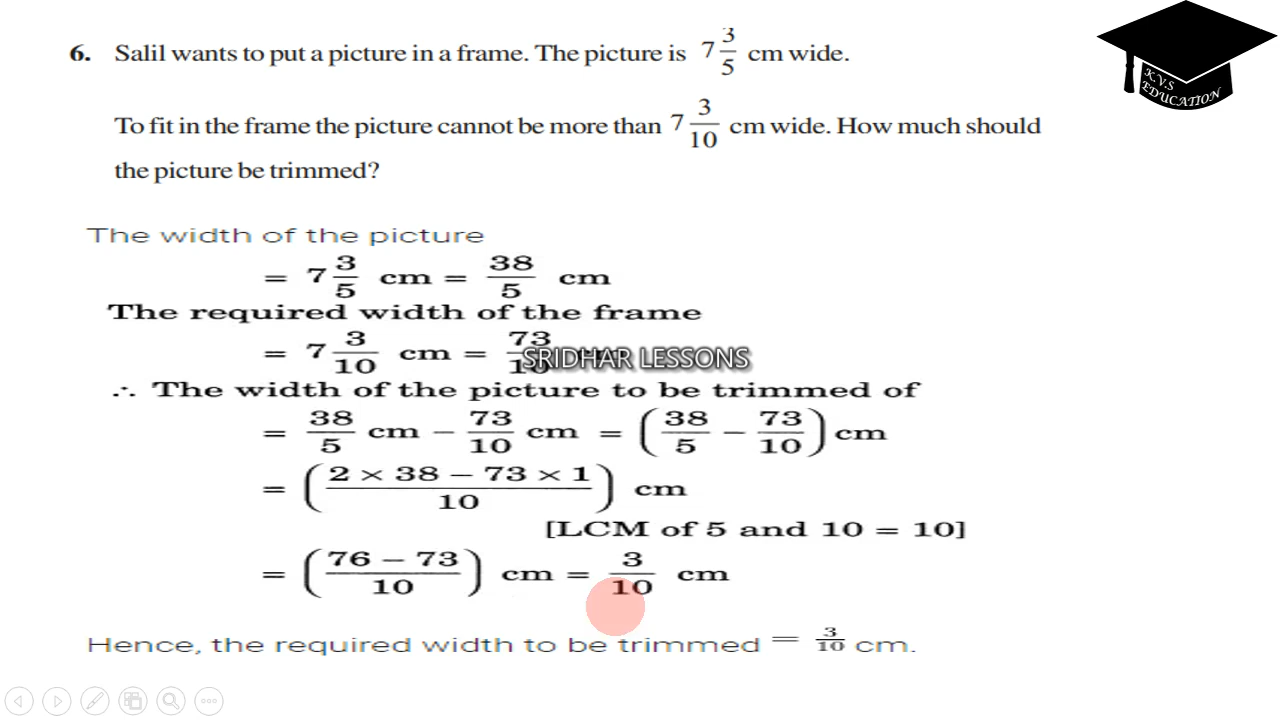 6. Salil wants to put a picture in a frame. The picture is 7 3/5 cm wide.
K.V.S
EDUCATION
To fit in the frame the picture cannot be more than 7 3/10 cm wide. How much should
the picture be trimmed?
The width of the picture
= 7 3/5 cm = 38/5 cm
The required width of the frame
= 7 3/10 cm = 73/10 cm
SRIDHAR LESSONS
∴ The width of the picture to be trimmed of
= 38/5 cm − 73/10 cm = (38/5 − 73/10) cm
= (2 × 38 − 73 × 1 / 10) cm
[LCM of 5 and 10 = 10]
= (76 − 73 / 10) cm = 3/10 cm
Hence, the required width to be trimmed = 3/10 cm.